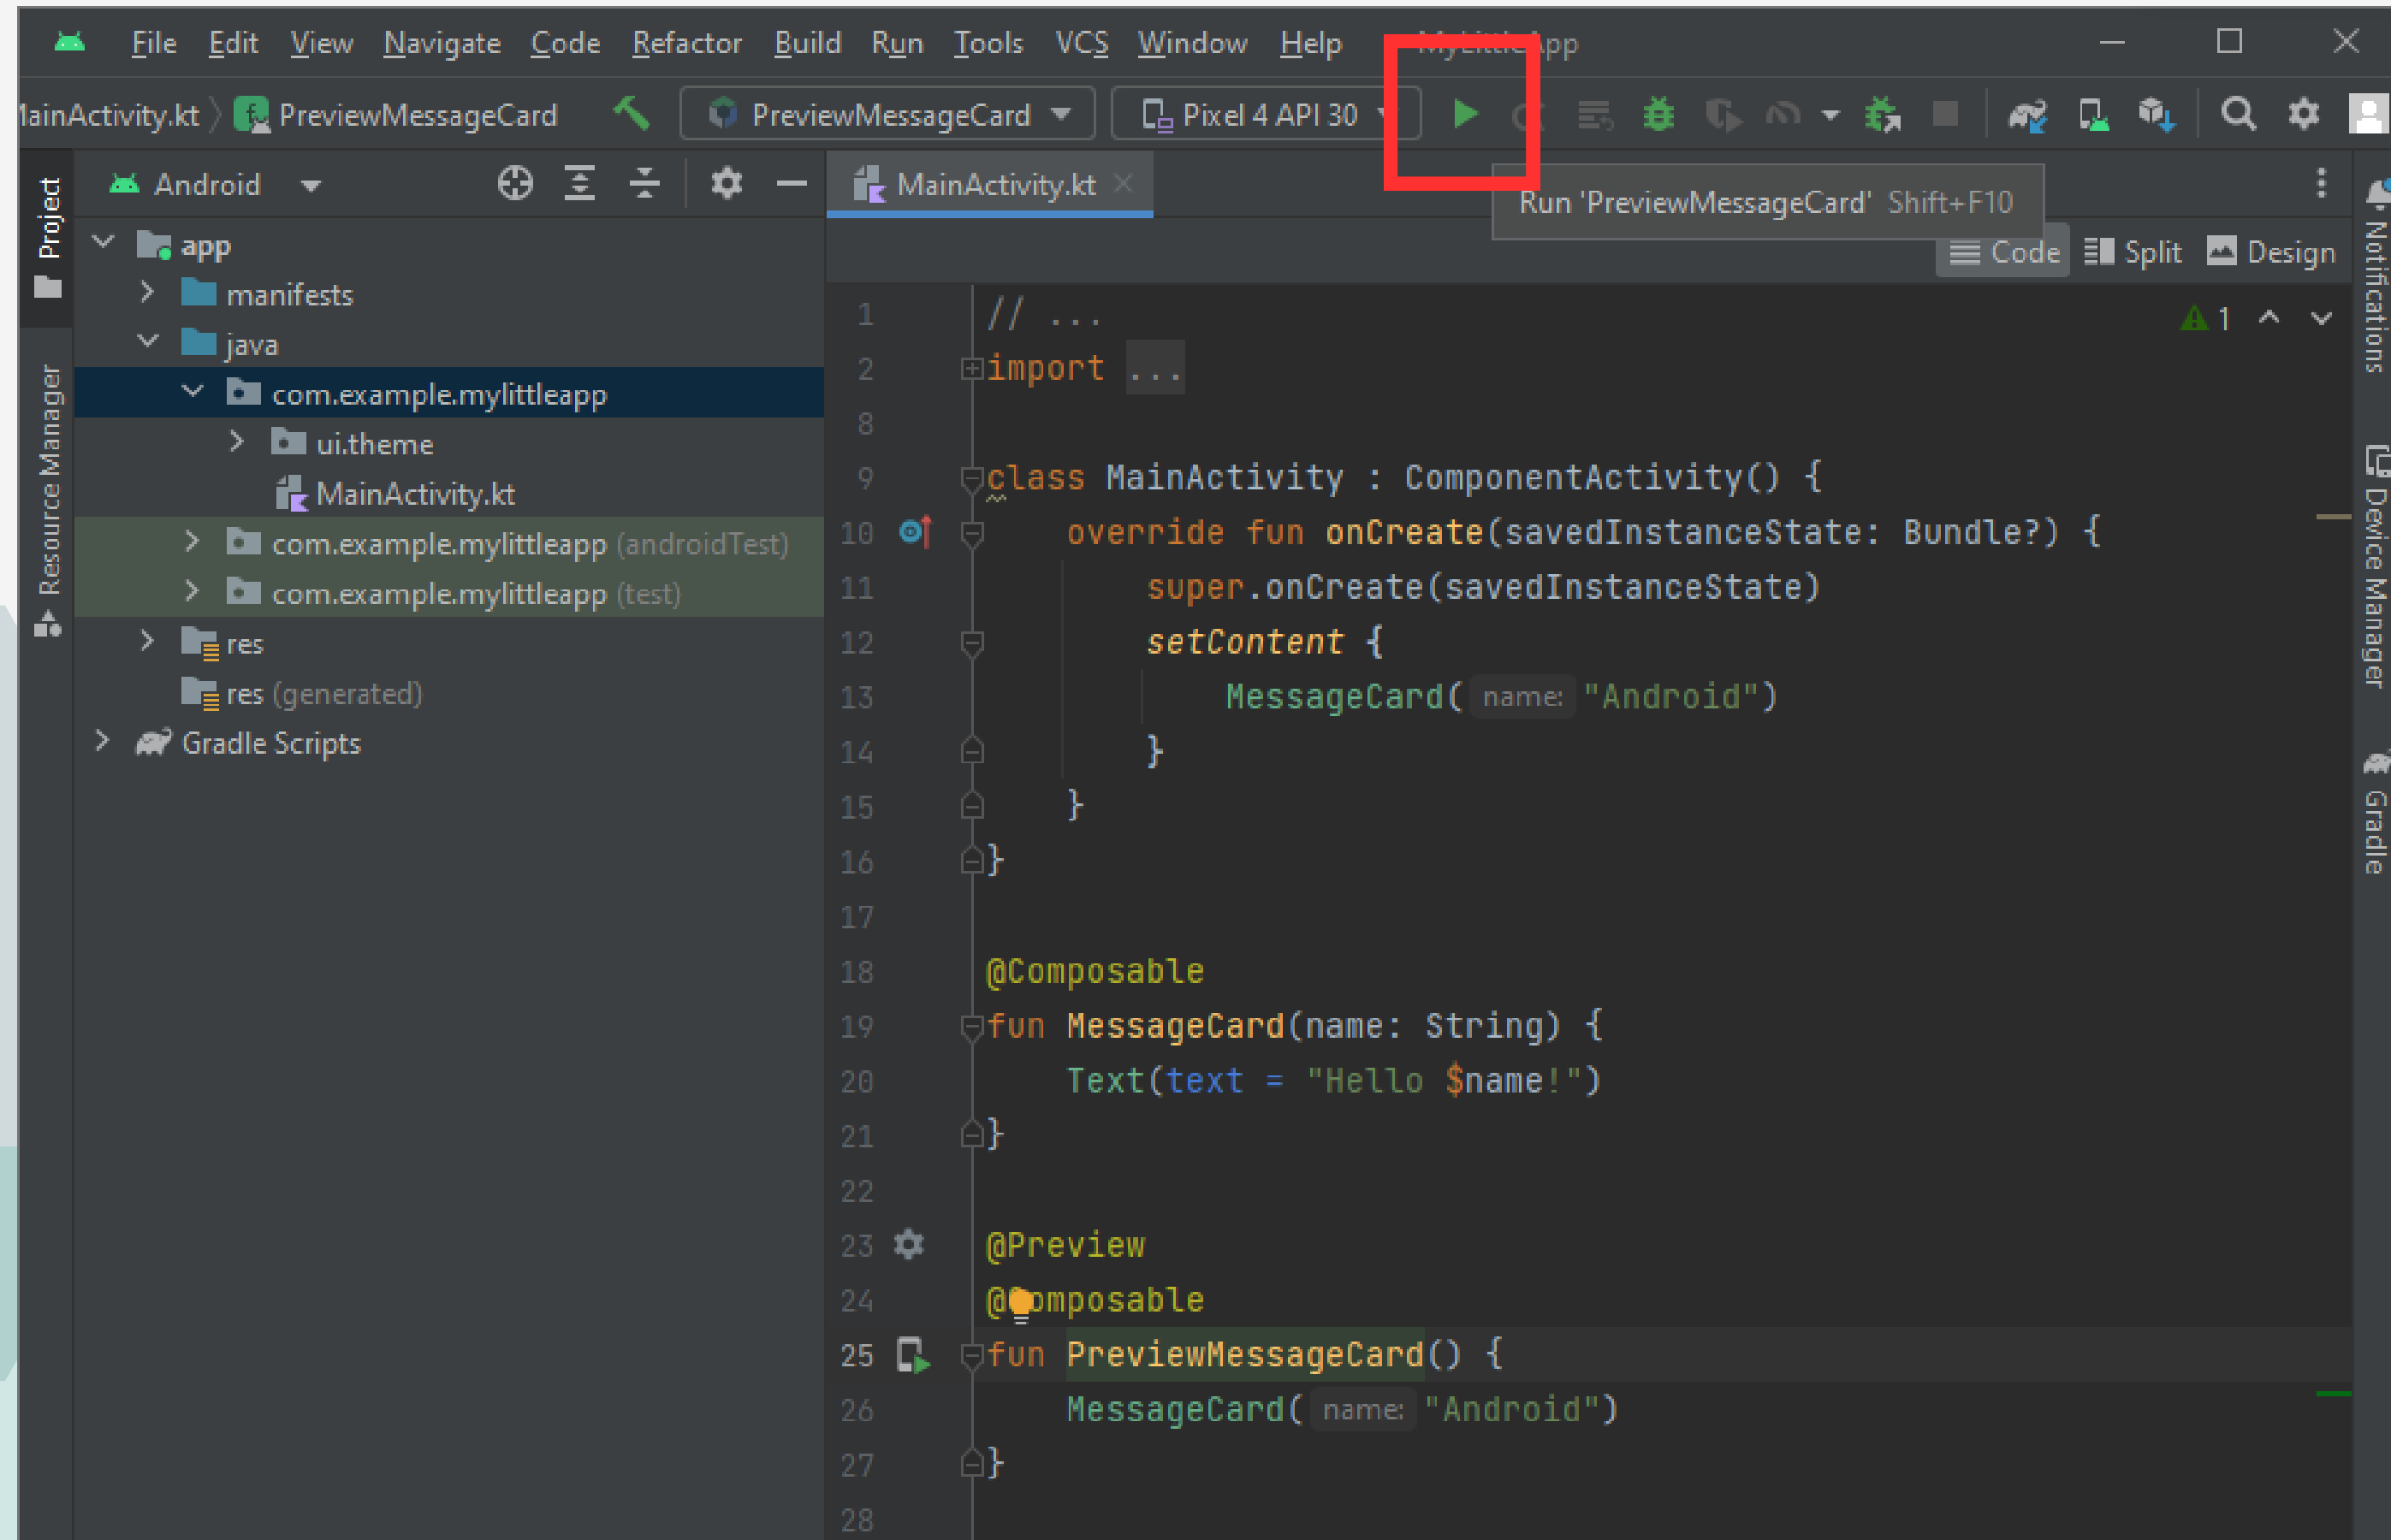 File Edit View Navigate Code Refactor Build Run Tools VCS Window Help MyLittleApp
MainActivity.kt PreviewMessageCard PreviewMessageCard Pixel 4 API 30
Run 'PreviewMessageCard' Shift+F10
Project
Resource Manager
Android
app
manifests
java
com.example.mylittleapp
ui.theme
MainActivity.kt
com.example.mylittleapp (androidTest)
com.example.mylittleapp (test)
res
res (generated)
Gradle Scripts
MainActivity.kt
Code Split Design
1
1 // ...
2 import ...
8
9 class MainActivity : ComponentActivity() {
10 override fun onCreate(savedInstanceState: Bundle?) {
11 super.onCreate(savedInstanceState)
12 setContent {
13 MessageCard( name: "Android")
14 }
15 }
16 }
17
18 @Composable
19 fun MessageCard(name: String) {
20 Text(text = "Hello $name!")
21 }
22
23 @Preview
24 @Composable
25 fun PreviewMessageCard() {
26 MessageCard( name: "Android")
27 }
28
Notifications
Device Manager
Gradle